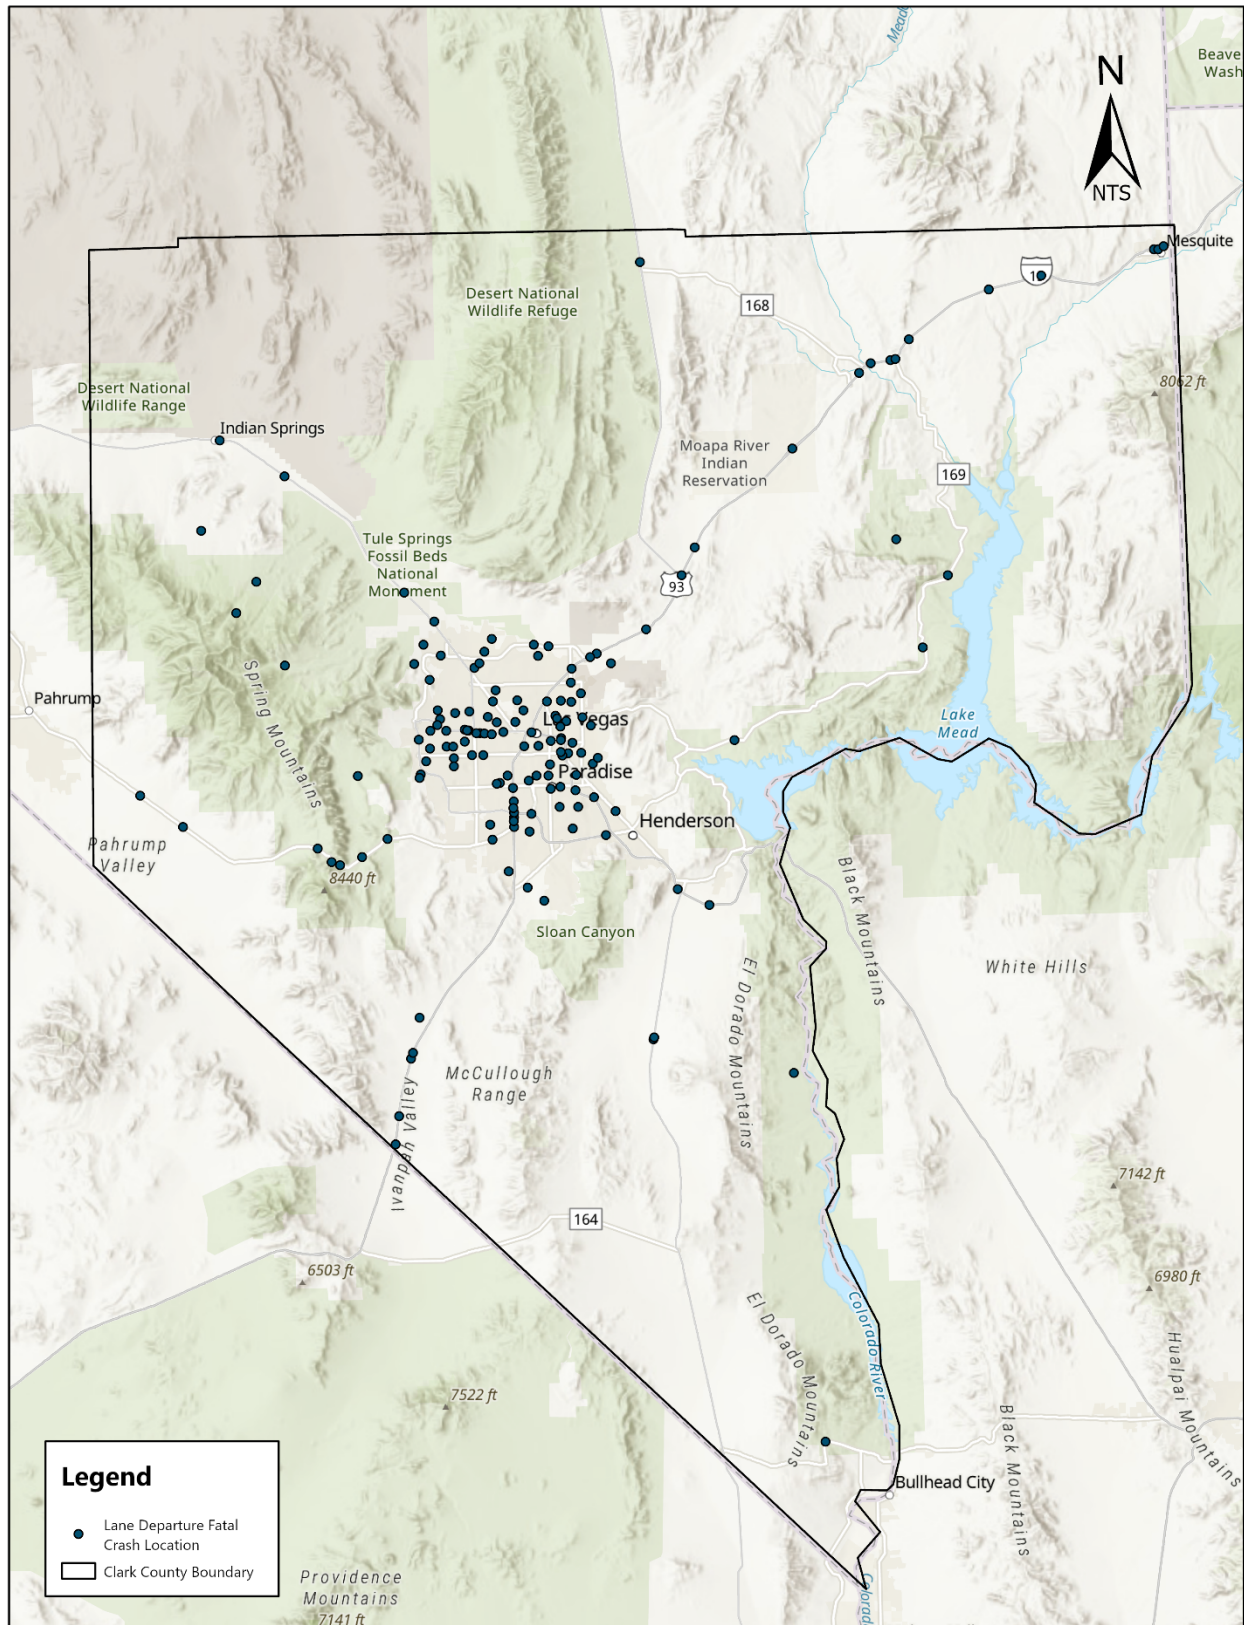 Mead
Beave
Wash
N
NTS
Mesquite
Desert National
Wildlife Refuge
168
8062 ft
Desert National
Wildlife Range
Indian Springs
Moapa River
Indian
Reservation
169
Tule Springs
Fossil Beds
National
Monument
93
Spring Mountains
Pahrump
Las Vegas
Lake
Mead
Paradise
Henderson
Pahrump
Valley
8440 ft
Black Mountains
Sloan Canyon
White Hills
El Dorado Mountains
McCullough
Range
Ivanpah Valley
7142 ft
164
6503 ft
6980 ft
Colorado River
El Dorado Mountains
Hualpai Mountains
7522 ft
Black Mountains
Bullhead City
Legend
Lane Departure Fatal
Crash Location
Clark County Boundary
Providence
Mountains
7141 ft
Colorad